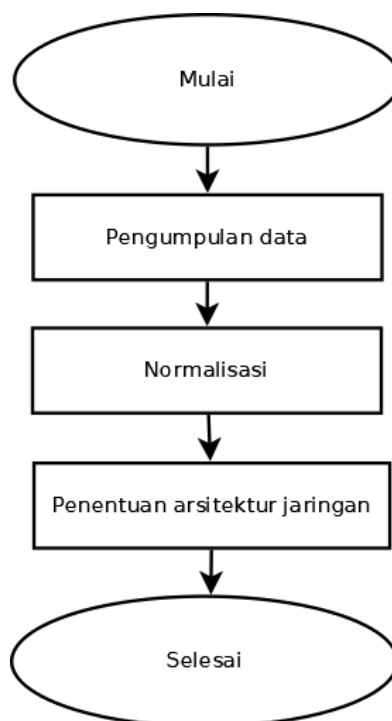 Mulai
Pengumpulan data
Normalisasi
Penentuan arsitektur jaringan
Selesai